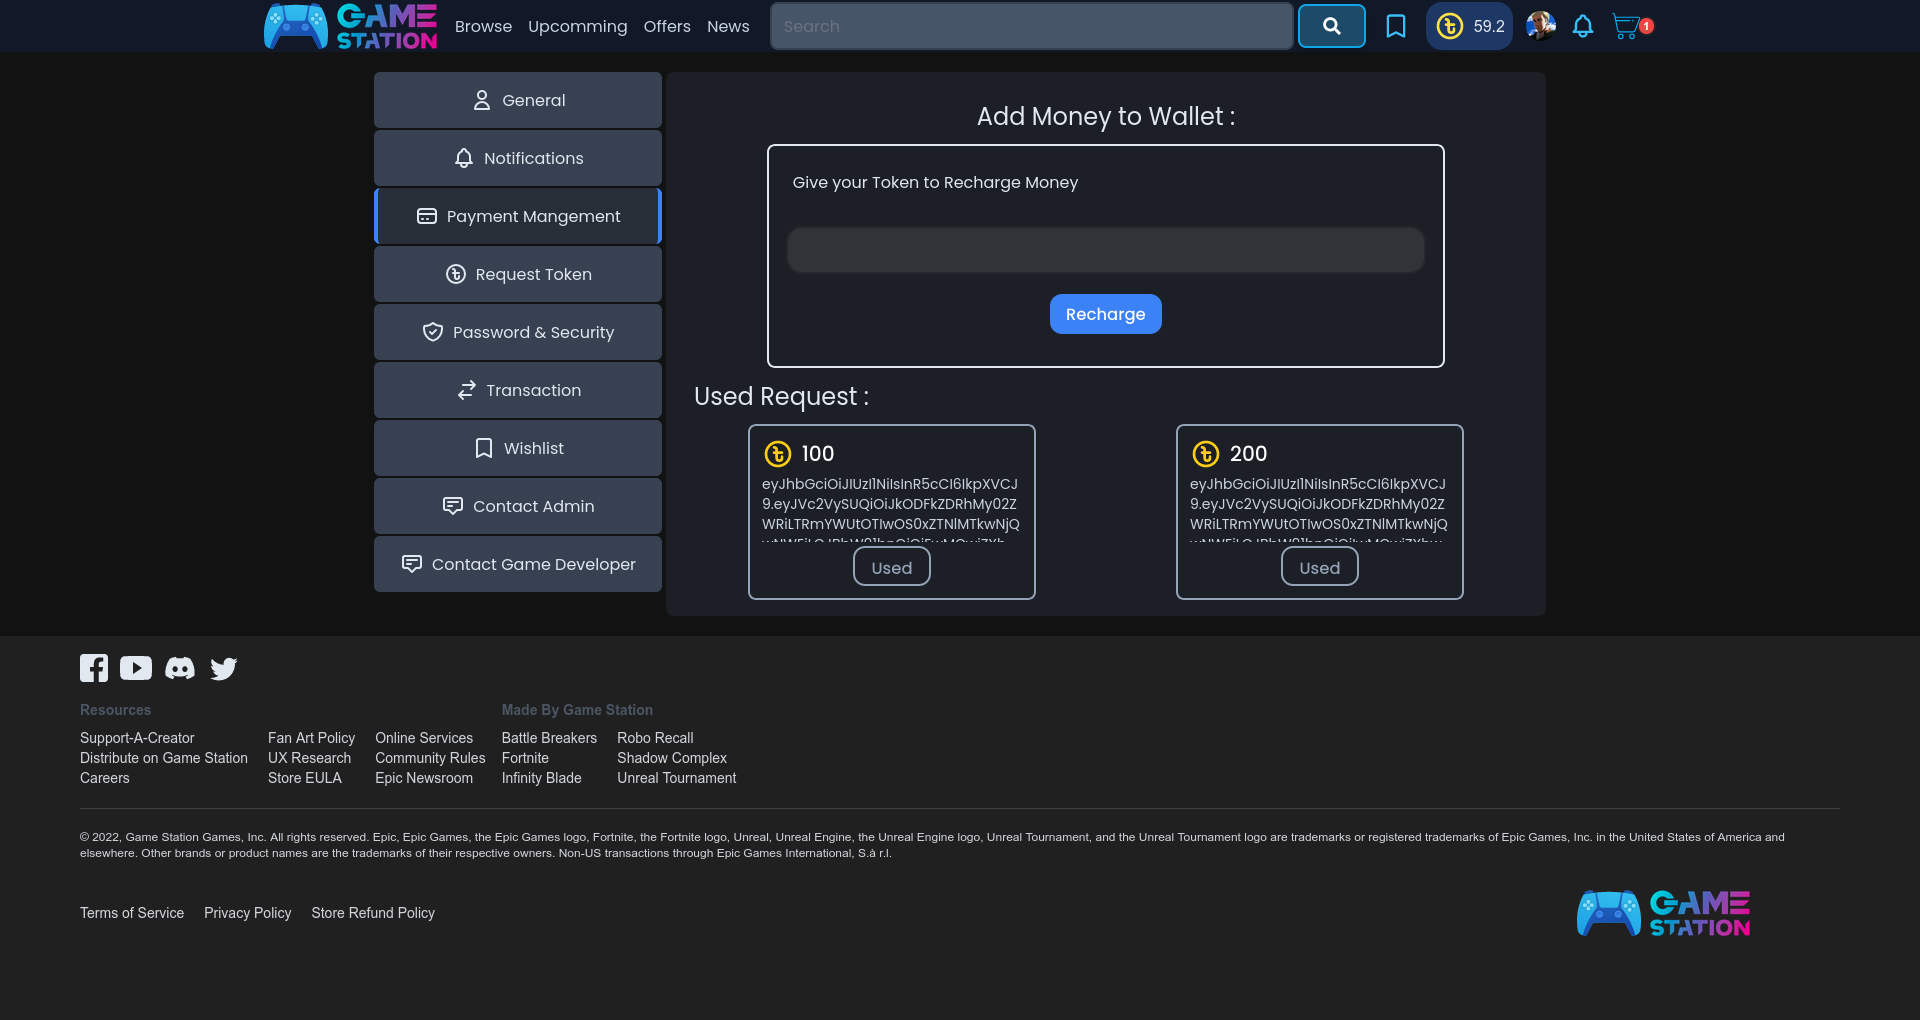 GAME STATION
Browse
Upcomming
Offers
News
Search
59.2
1
General
Notifications
Payment Mangement
Request Token
Password & Security
Transaction
Wishlist
Contact Admin
Contact Game Developer
Add Money to Wallet :
Give your Token to Recharge Money
Recharge
Used Request :
100
Used
200
Used
Resources
Support-A-Creator
Distribute on Game Station
Careers
Fan Art Policy
UX Research
Store EULA
Online Services
Community Rules
Epic Newsroom
Made By Game Station
Battle Breakers
Fortnite
Infinity Blade
Robo Recall
Shadow Complex
Unreal Tournament
© 2022, Game Station Games, Inc. All rights reserved. Epic, Epic Games, the Epic Games logo, Fortnite, the Fortnite logo, Unreal, Unreal Engine, the Unreal Engine logo, Unreal Tournament, and the Unreal Tournament logo are trademarks or registered trademarks of Epic Games, Inc. in the United States of America and
elsewhere. Other brands or product names are the trademarks of their respective owners. Non-US transactions through Epic Games International, S.à r.l.
Terms of Service
Privacy Policy
Store Refund Policy
GAME STATION